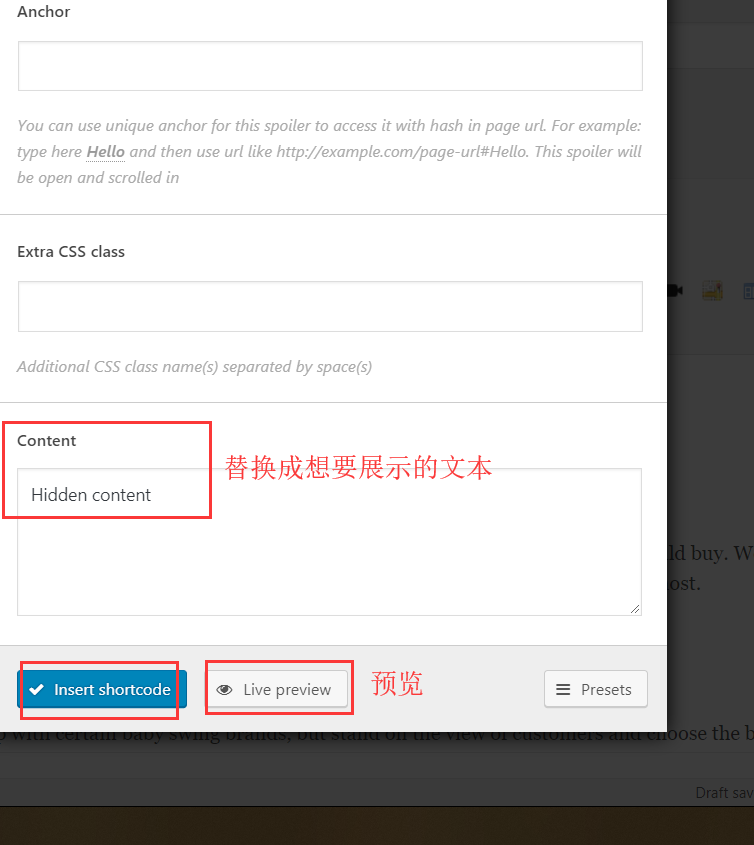 Anchor
You can use unique anchor for this spoiler to access it with hash in page url. For example:
type here Hello and then use url like http://example.com/page-url#Hello. This spoiler will
be open and scrolled in
Extra CSS class
Additional CSS class name(s) separated by space(s)
Content
替换成想要展示的文本
Hidden content
ld buy. W
ost.
Insert shortcode
Live preview
预览
Presets
with certain baby swing brands, but stand on the view of customers and choose the b
Draft sav